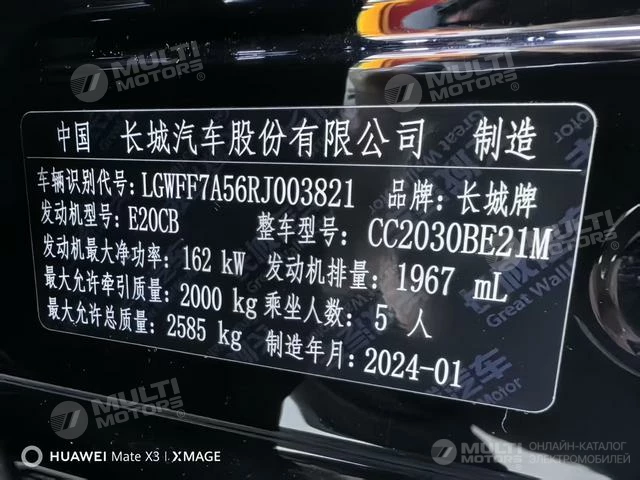 MULTI MOTORS
MULTI MOTORS
中国 长城汽车股份有限公司 制造
车辆识别代号: LGWFF7A56RJ003821 品牌: 长城牌
发动机型号: E20CB 整车型号: CC2030BE21M
发动机最大净功率: 162 kW 发动机排量: 1967 mL
最大允许牵引质量: 2000 kg 乘坐人数: 5 人
最大允许总质量: 2585 kg 制造年月: 2024-01
Great Wall
Great Wall
Motor
MULTI MOTORS
HUAWEI Mate X3 | XMAGE
MULTI MOTORS ОНЛАЙН-КАТАЛОГ ЭЛЕКТРОМОБИЛЕЙ